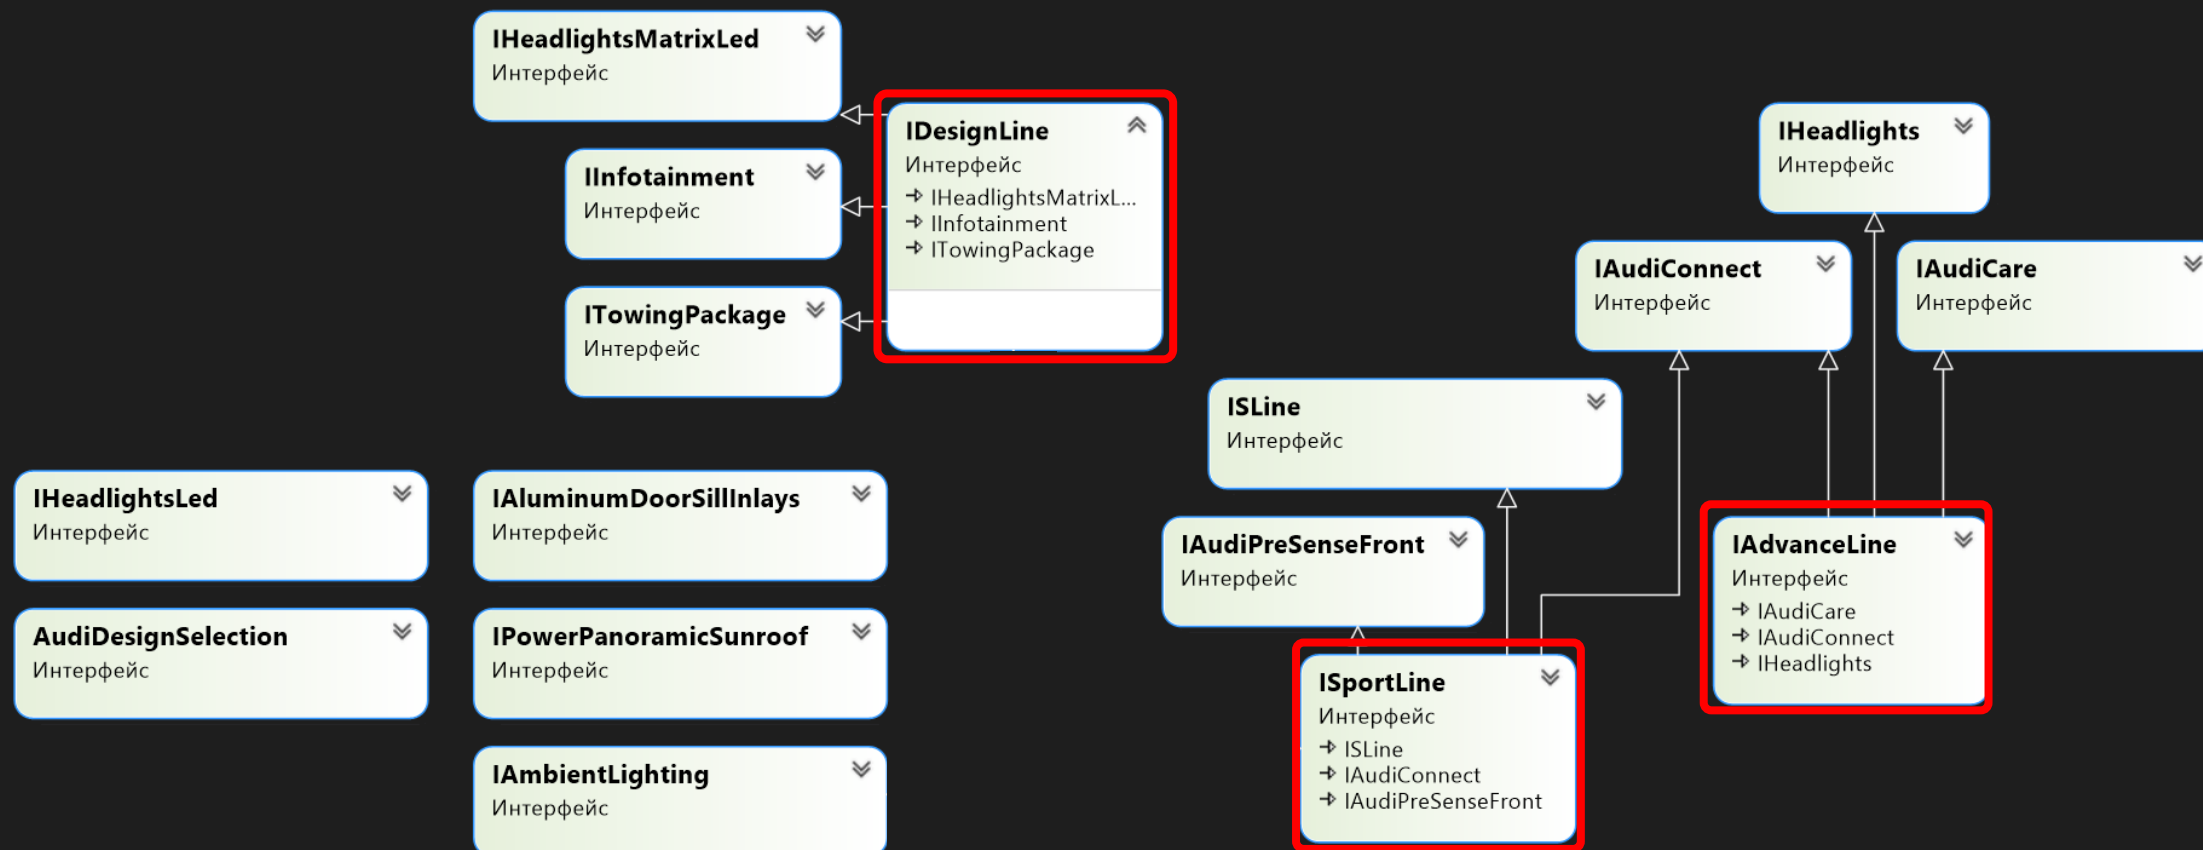 IHeadlightsMatrixLed
Интерфейс
IInfotainment
Интерфейс
ITowingPackage
Интерфейс
IDesignLine
Интерфейс
IHeadlightsMatrixL...
IInfotainment
ITowingPackage
IHeadlights
Интерфейс
IAudiConnect
Интерфейс
IAudiCare
Интерфейс
ISLine
Интерфейс
IHeadlightsLed
Интерфейс
IAluminumDoorSillInlays
Интерфейс
IAudiPreSenseFront
Интерфейс
IAdvanceLine
Интерфейс
IAudiCare
IAudiConnect
IHeadlights
AudiDesignSelection
Интерфейс
IPowerPanoramicSunroof
Интерфейс
ISportLine
Интерфейс
ISLine
IAudiConnect
IAudiPreSenseFront
IAmbientLighting
Интерфейс